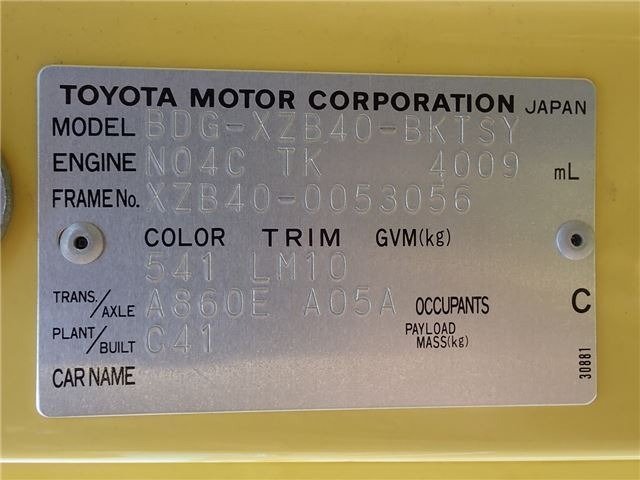 TOYOTA MOTOR CORPORATION JAPAN
MODEL BDG-XZB40-BKTSY
ENGINE N04C TK 4009 mL
FRAME No. XZB40-0053056
COLOR TRIM GVM(kg)
541 LM10
TRANS./AXLE A860E A05A OCCUPANTS C
PLANT/BUILT C41 PAYLOAD MASS(kg)
CAR NAME
30881